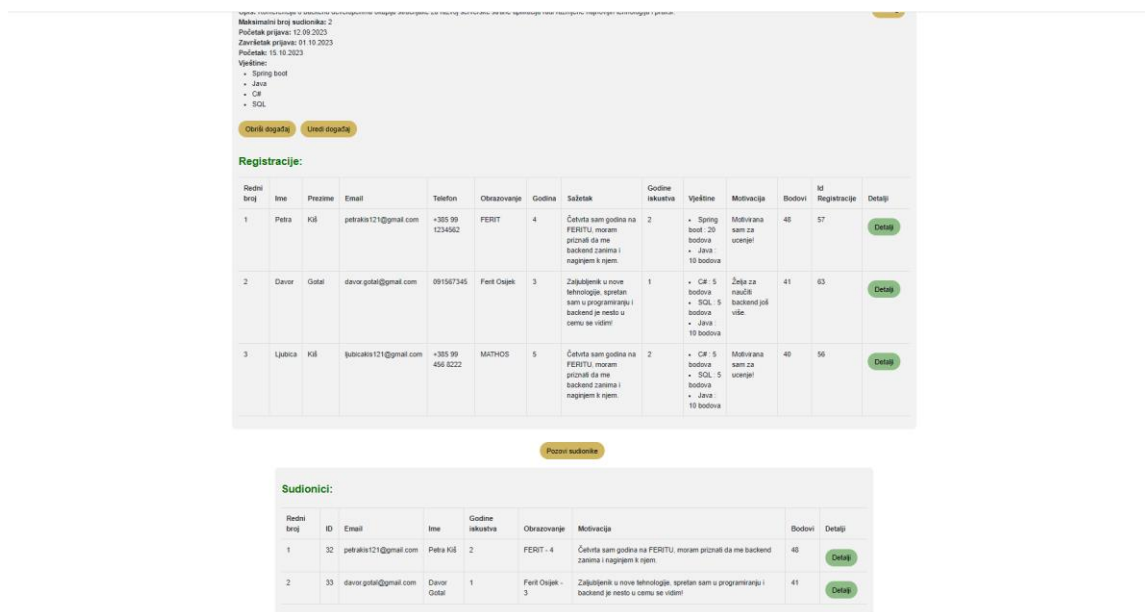 Maksimalni broj sudionika: 2
Početak prijava: 12.09.2023
Završetak prijava: 01.10.2023
Početak: 15.10.2023
Vještine:
• Spring boot
• Java
• C#
• SQL
Obriši događaj Uredi događaj
Registracije:
Redni broj Ime Prezime Email Telefon Obrazovanje Godina Sažetak Godine iskustva Vještine Motivacija Bodovi Id Registracije Detalji
1 Petra Kiš petrakis121@gmail.com +385 99 1234562 FERIT 4 Četvrta sam godina na FERITU, moram priznati da me backend zanima i naginjem k njem. 2 • Spring boot : 20 bodova • Java : 10 bodova Motivirana sam za ucenje! 57 Detalji
2 Davor Gotal davor.gotal@gmail.com 091567345 Ferit Osijek 3 Zaljubljenik u nove tehnologije, spretan sam u programiranju i backend je nesto u cemu se vidim! 1 • C# : 5 bodova • SQL : 5 bodova • Java : 10 bodova Želja za naučiti backend još više. 41 63 Detalji
3 Ljubica Kiš ljubicakis121@gmail.com +385 99 456 8222 MATHOS 5 Četvrta sam godina na FERITU, moram priznati da me backend zanima i naginjem k njem. 2 • C# : 5 bodova • SQL : 5 bodova • Java : 10 bodova Motivirana sam za ucenje! 40 56 Detalji
Pozovi sudionike
Sudionici:
Redni broj ID Email Ime Godine iskustva Obrazovanje Motivacija Bodovi Detalji
1 32 petrakis121@gmail.com Petra Kiš 2 FERIT - 4 Četvrta sam godina na FERITU, moram priznati da me backend zanima i naginjem k njem. Detalji
2 33 davor.gotal@gmail.com Davor Gotal 1 Ferit Osijek - 3 Zaljubljenik u nove tehnologije, spretan sam u programiranju i backend je nesto u cemu se vidim! 41 Detalji